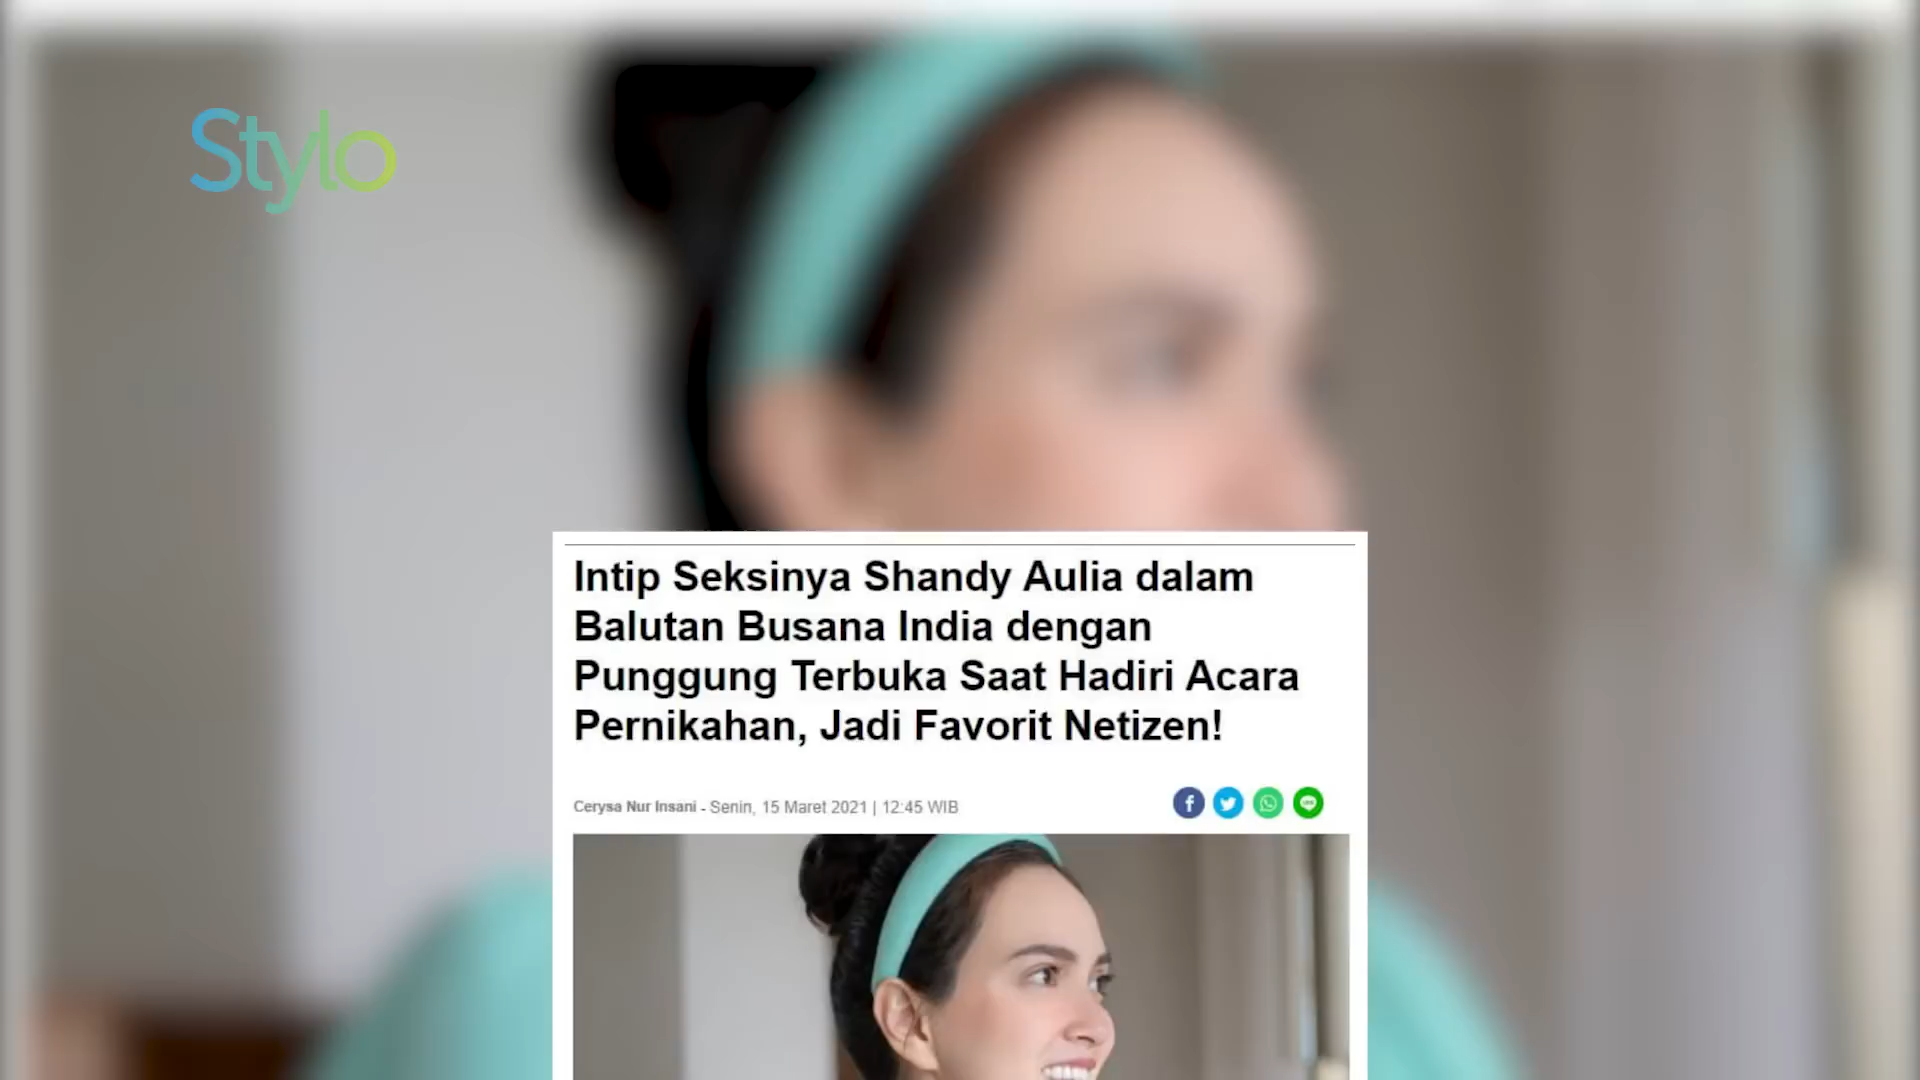 Stylo
Intip Seksinya Shandy Aulia dalam
Balutan Busana India dengan
Punggung Terbuka Saat Hadiri Acara
Pernikahan, Jadi Favorit Netizen!
Cerysa Nur Insani - Senin, 15 Maret 2021 | 12:45 WIB